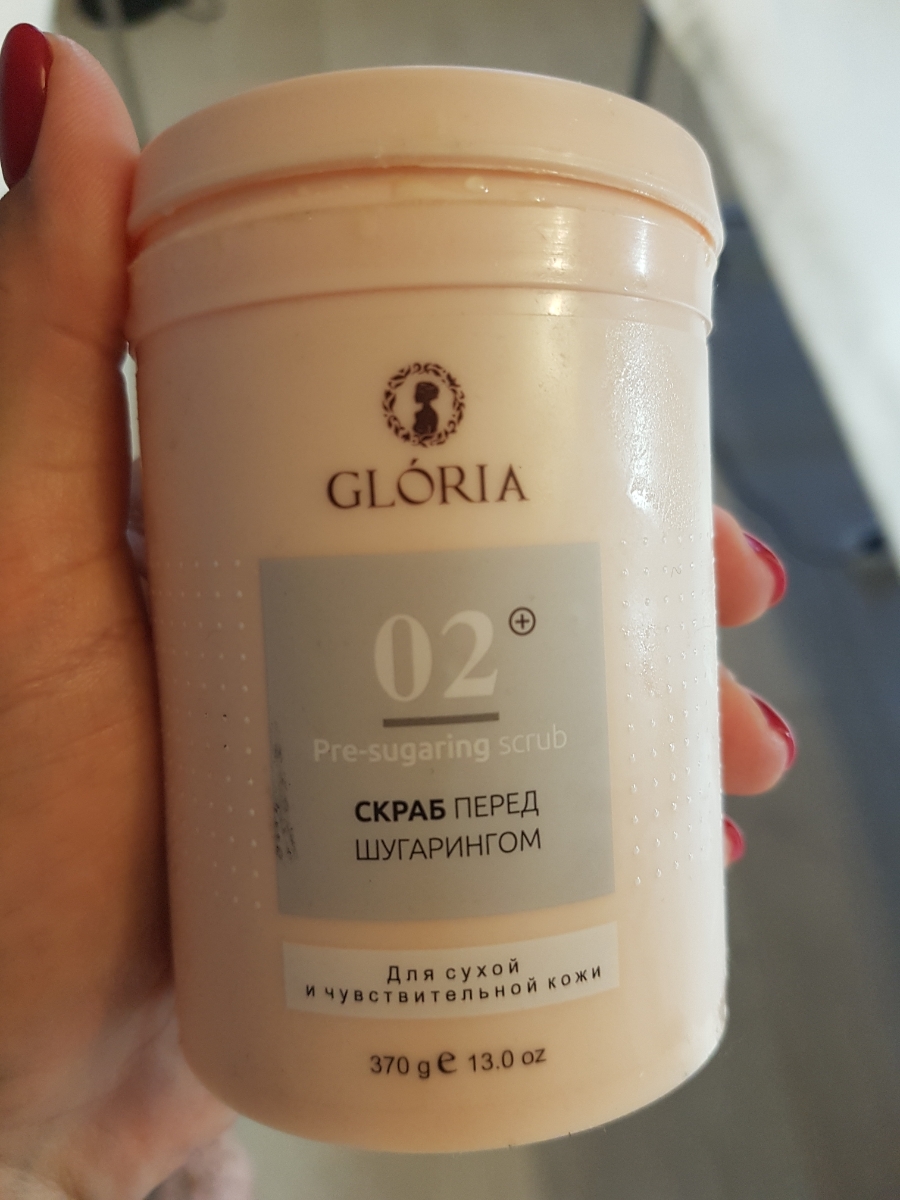 GLÓRIA
02
Pre-sugaring scrub
СКРАБ ПЕРЕД
ШУГАРИНГОМ
Для сухой
и чувствительной кожи
370 g ℮ 13.0 oz